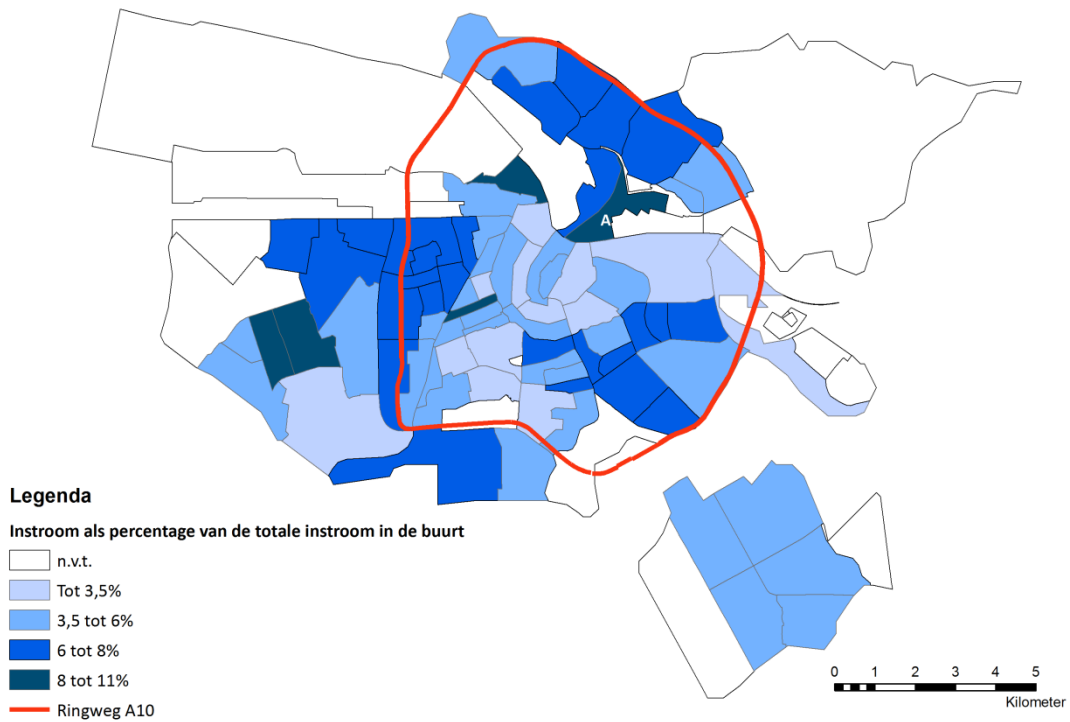 A
Legenda
Instroom als percentage van de totale instroom in de buurt
n.v.t.
Tot 3,5%
3,5 tot 6%
6 tot 8%
8 tot 11%
Ringweg A10
0 1 2 3 4 5
Kilometer